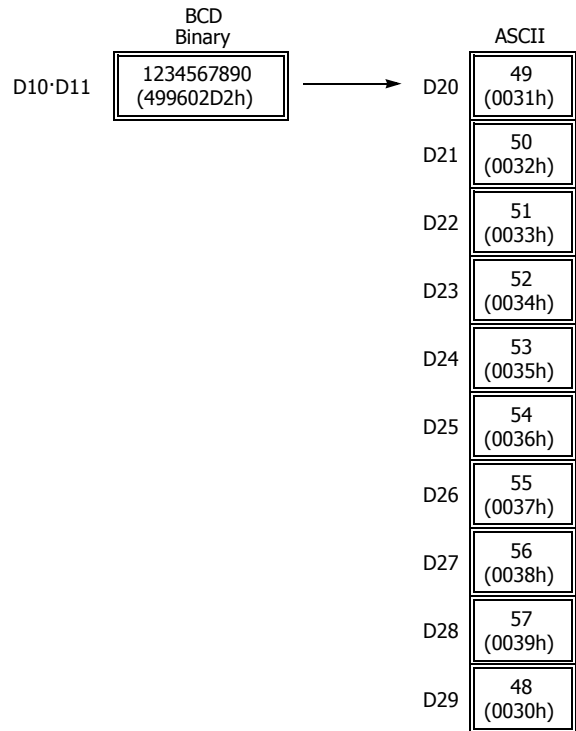 BCD
Binary
ASCII
D10·D11
1234567890
(499602D2h)
D20
49
(0031h)
D21
50
(0032h)
D22
51
(0033h)
D23
52
(0034h)
D24
53
(0035h)
D25
54
(0036h)
D26
55
(0037h)
D27
56
(0038h)
D28
57
(0039h)
D29
48
(0030h)